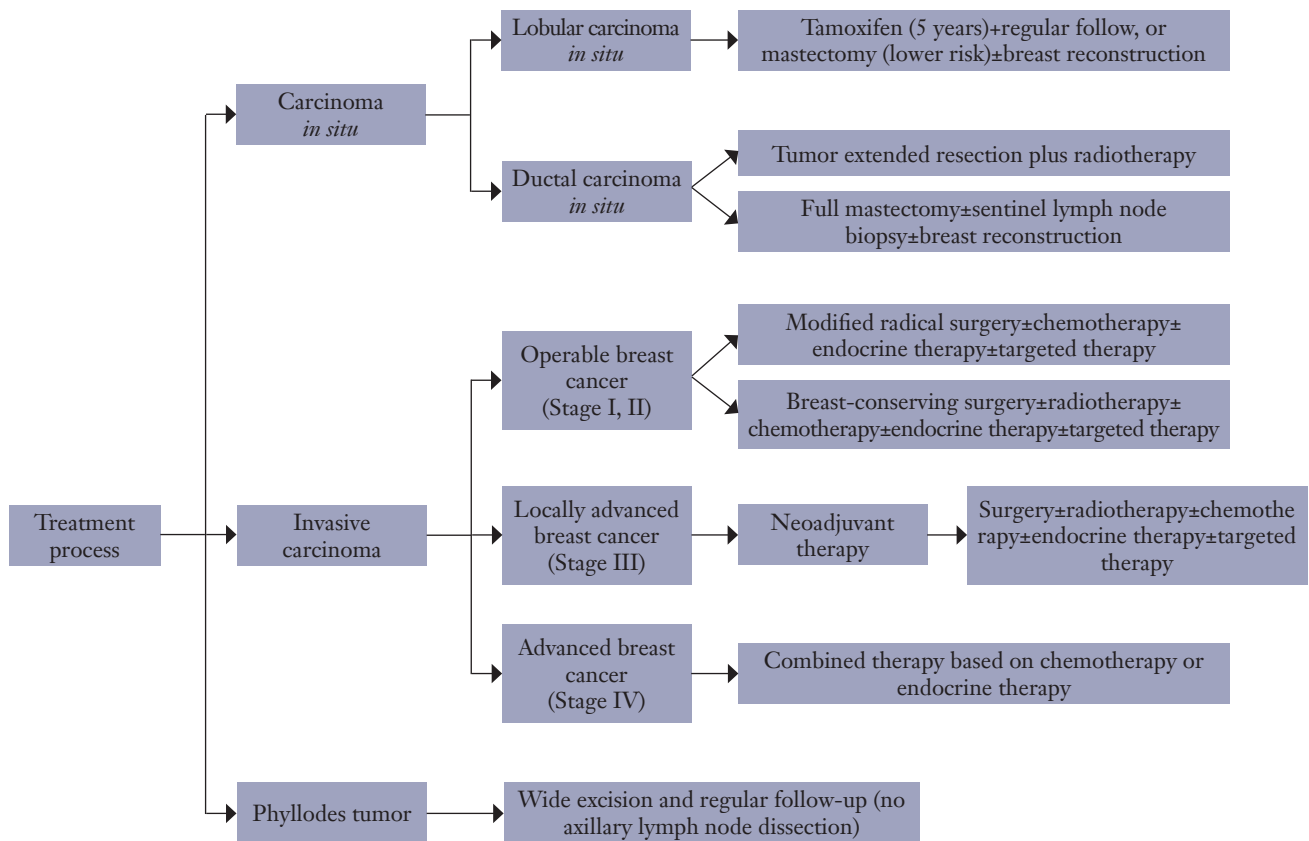 Lobular carcinoma
in situ
Tamoxifen (5 years)+regular follow, or
mastectomy (lower risk)±breast reconstruction
Carcinoma
in situ
Ductal carcinoma
in situ
Tumor extended resection plus radiotherapy
Full mastectomy±sentinel lymph node
biopsy±breast reconstruction
Operable breast
cancer
(Stage I, II)
Modified radical surgery±chemotherapy±
endocrine therapy±targeted therapy
Breast-conserving surgery±radiotherapy±
chemotherapy±endocrine therapy±targeted therapy
Treatment
process
Invasive
carcinoma
Locally advanced
breast cancer
(Stage III)
Neoadjuvant
therapy
Surgery±radiotherapy±chemothe
rapy±endocrine therapy±targeted
therapy
Advanced breast
cancer
(Stage IV)
Combined therapy based on chemotherapy or
endocrine therapy
Phyllodes tumor
Wide excision and regular follow-up (no
axillary lymph node dissection)